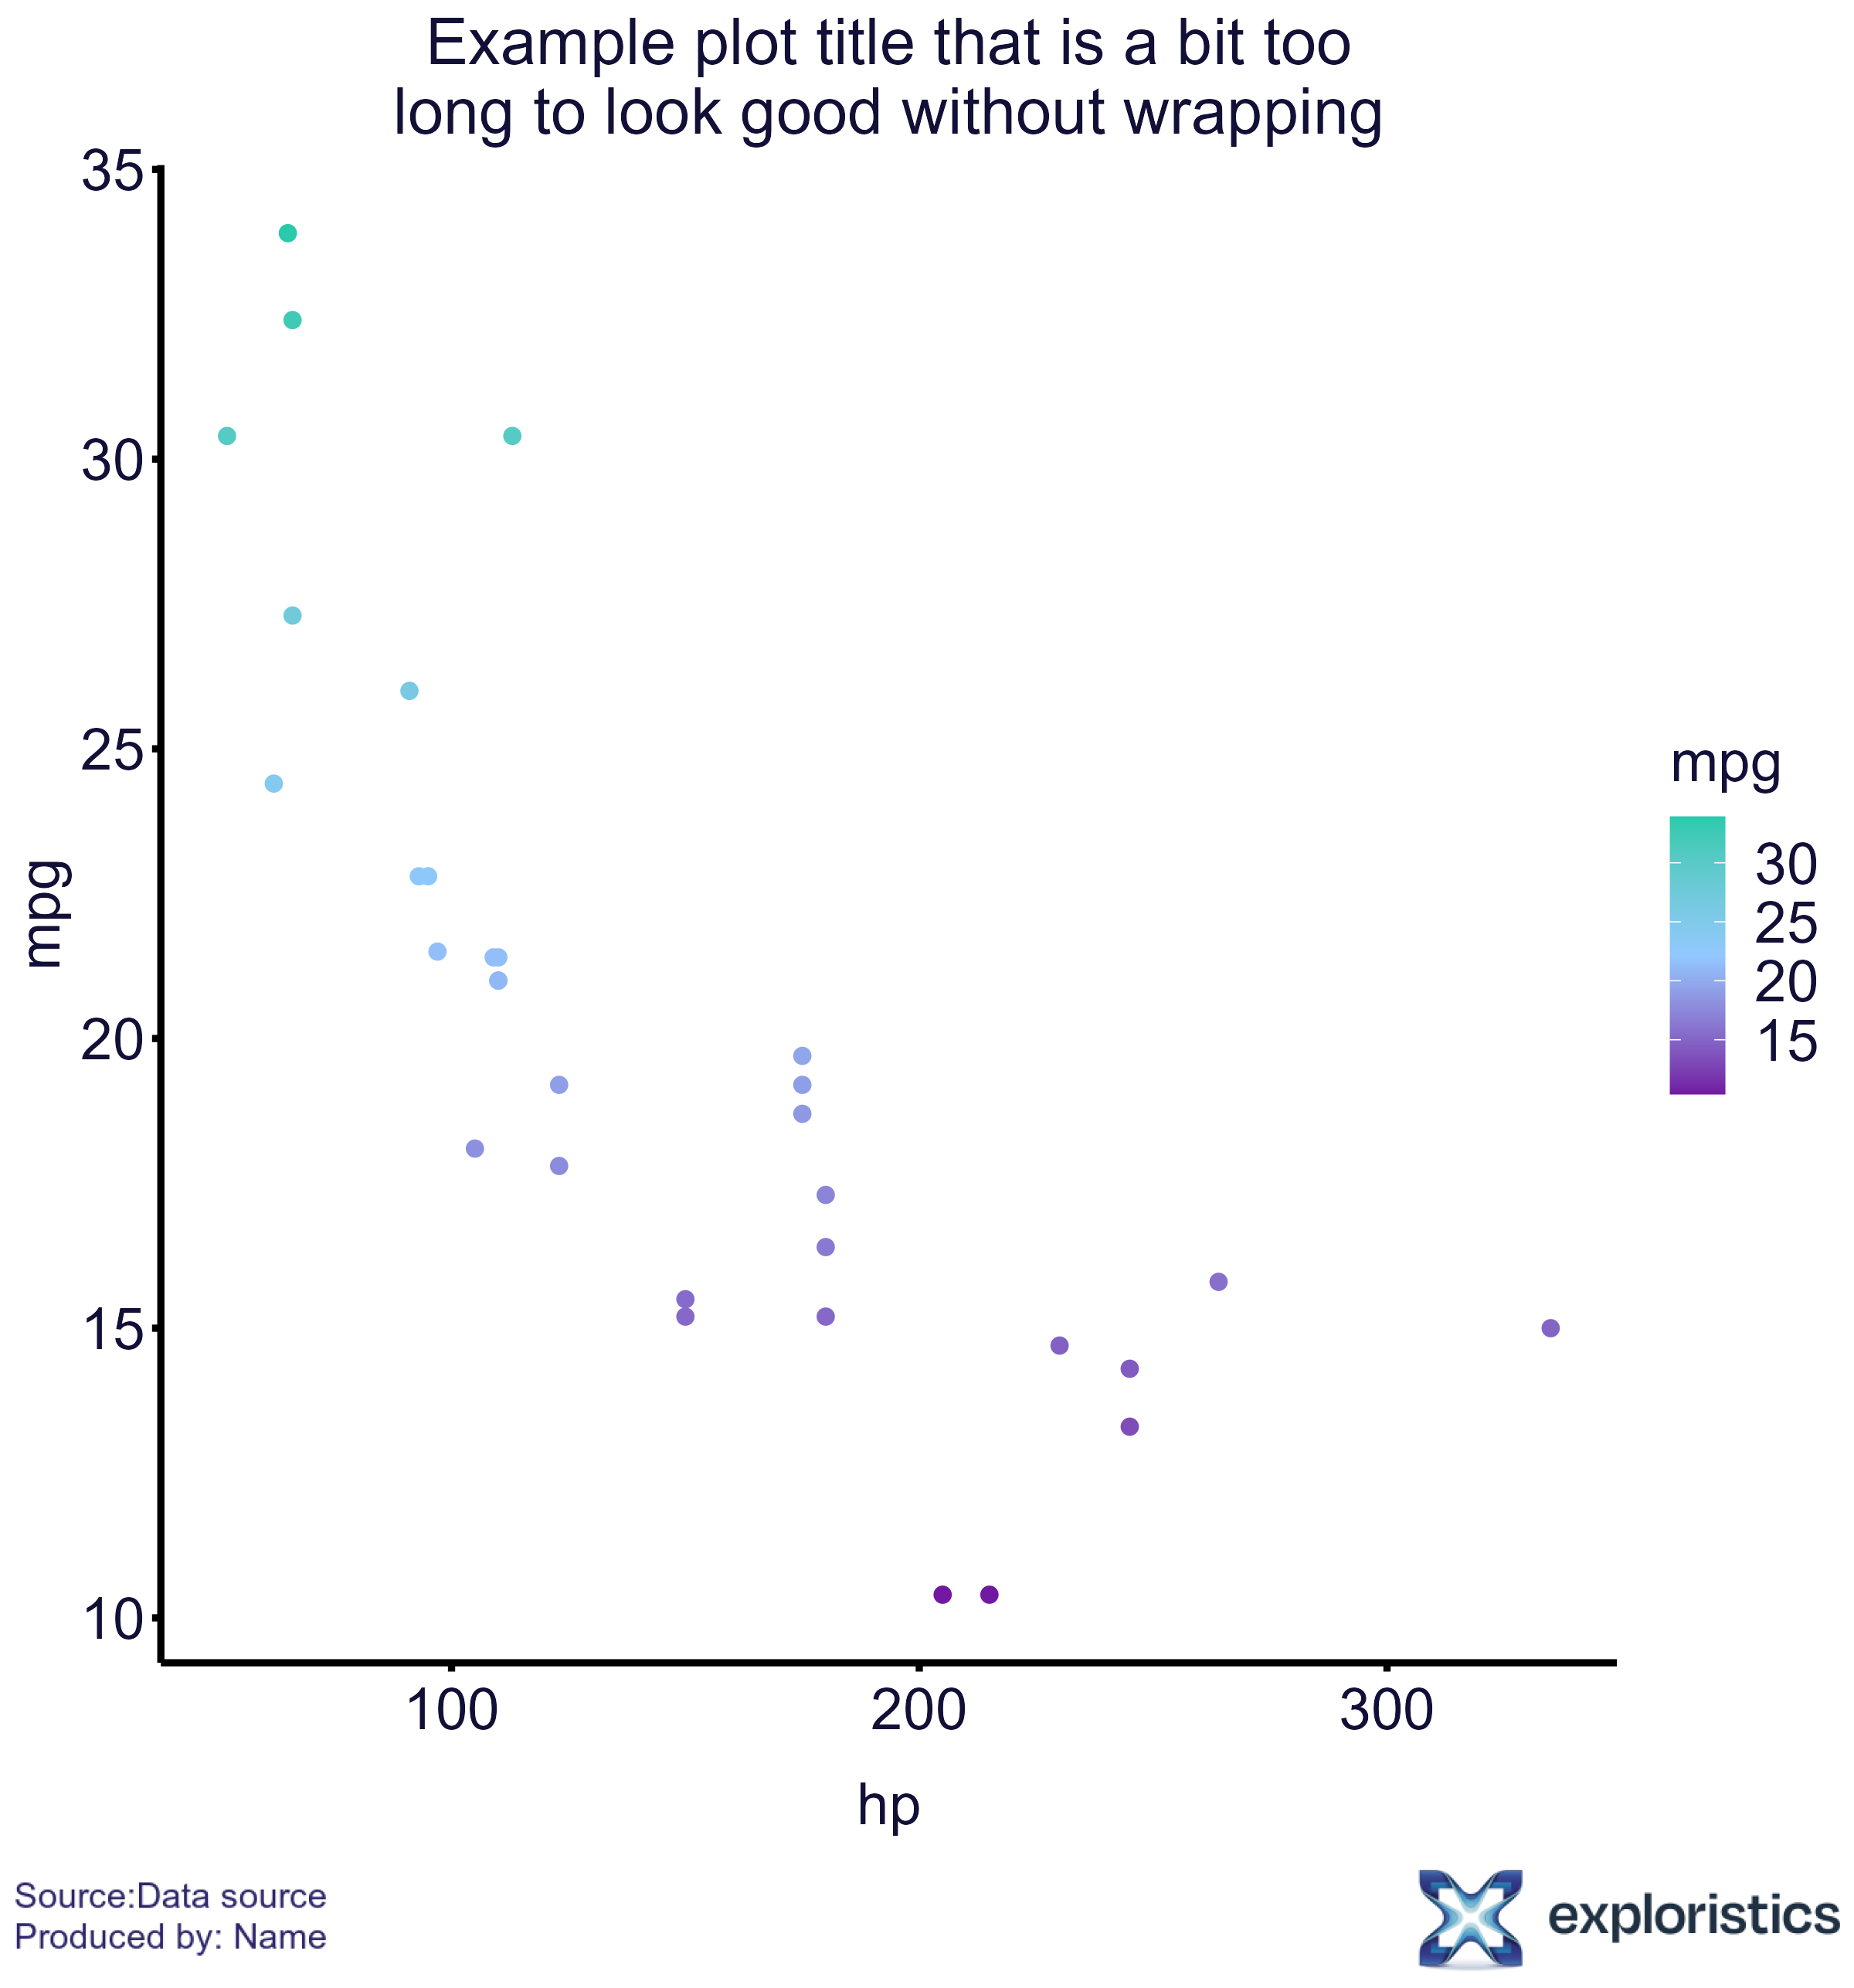 Example plot title that is a bit too
long to look good without wrapping
35
30
25
20
15
10
mpg
mpg
30
25
20
15
100
200
300
hp
Source:Data source
Produced by: Name
exploristics